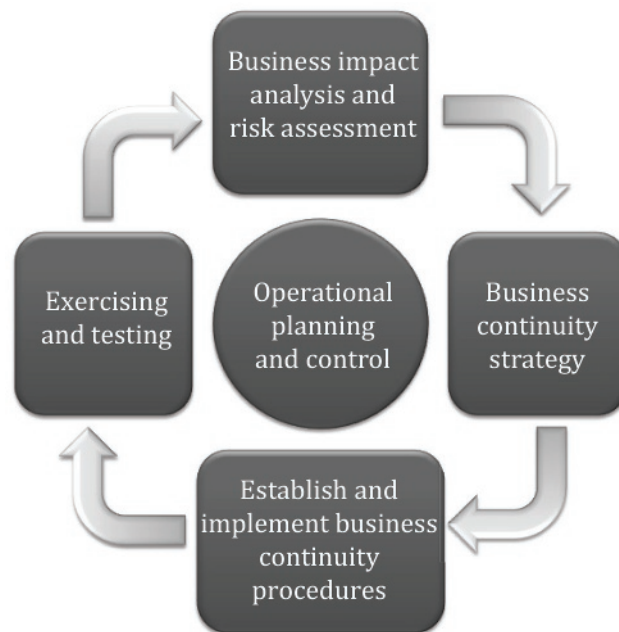 Business impact
analysis and
risk assessment
Exercising
and testing
Operational
planning
and control
Business
continuity
strategy
Establish and
implement business
continuity
procedures